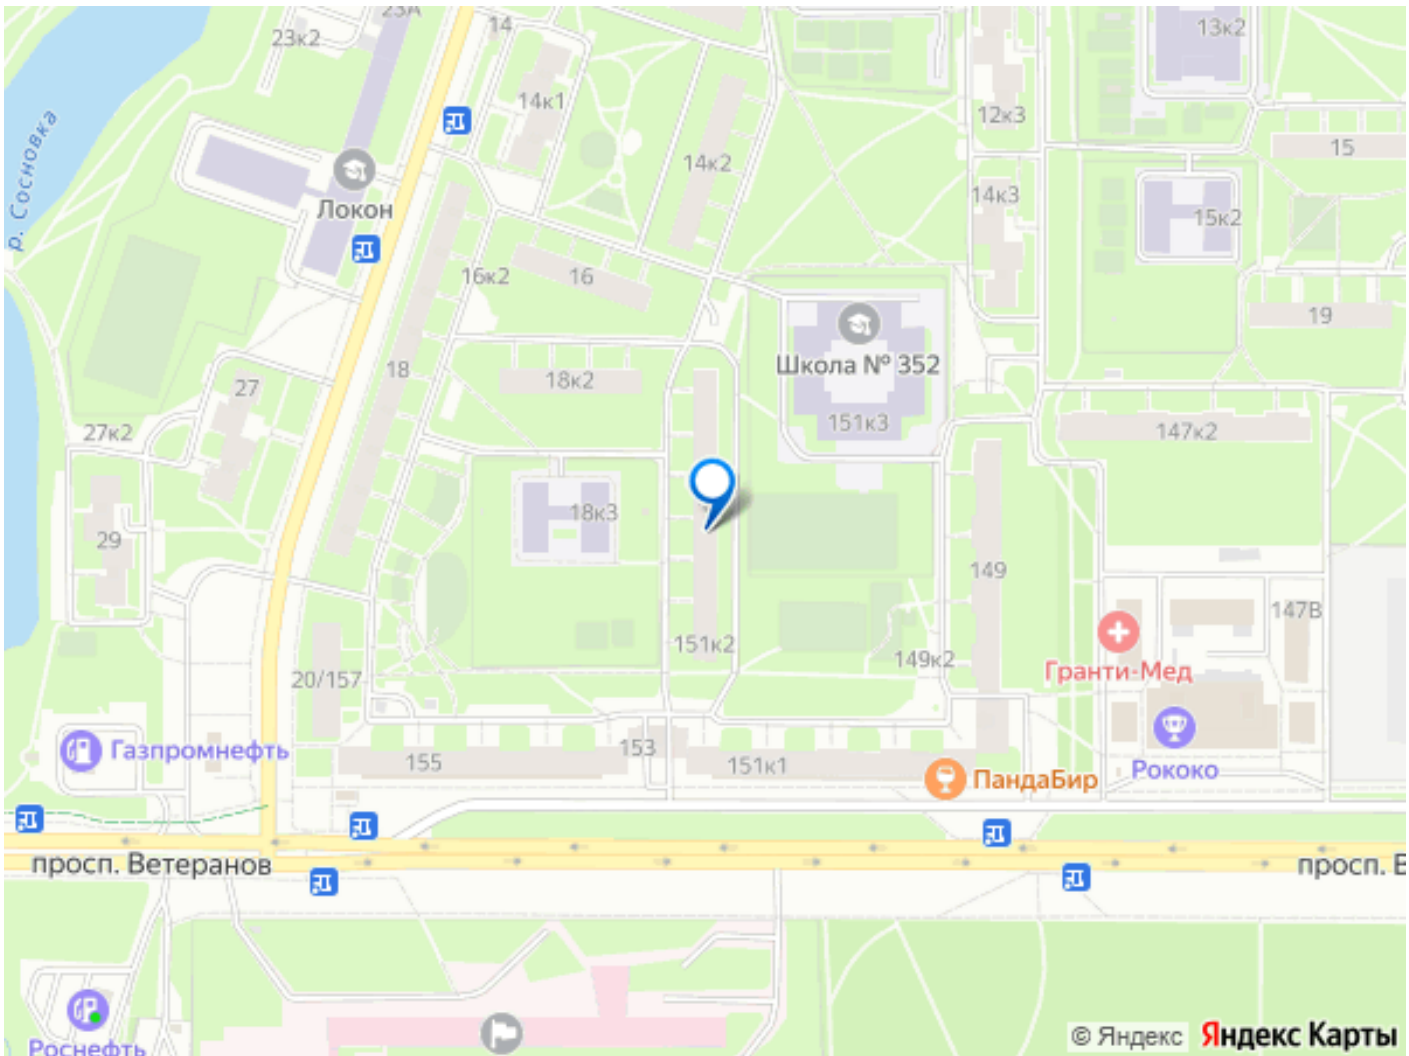 23А
14
13к2
23к2
14к1
12к3
р. Сосновка
15
14к2
Локон
14к3
15к2
16к2
16
19
Школа № 352
18
27
18к2
151к3
27к2
147к2
18к3
29
149
147В
151к2
149к2
Гранти-Мед
20/157
Газпромнефть
153
155
151к1
Рококо
ПандаБир
просп. Ветеранов
просп. В
© Яндекс
Яндекс Карты
Роснефть